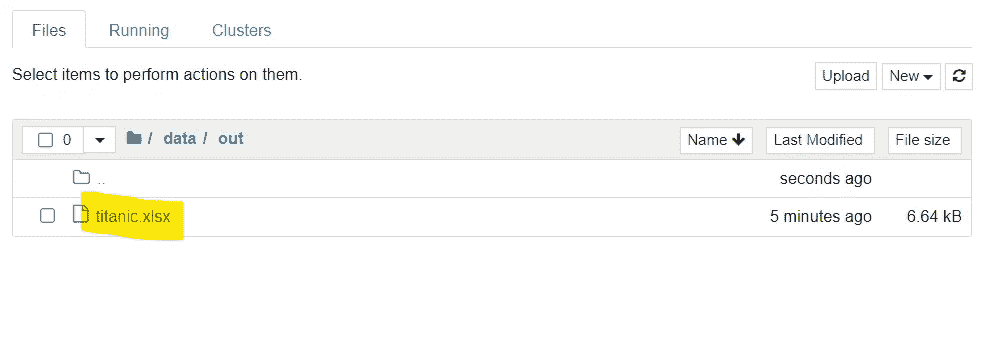 Files Running Clusters
Select items to perform actions on them. Upload New
0 / data / out Name Last Modified File size
.. seconds ago
titanic.xlsx 5 minutes ago 6.64 kB